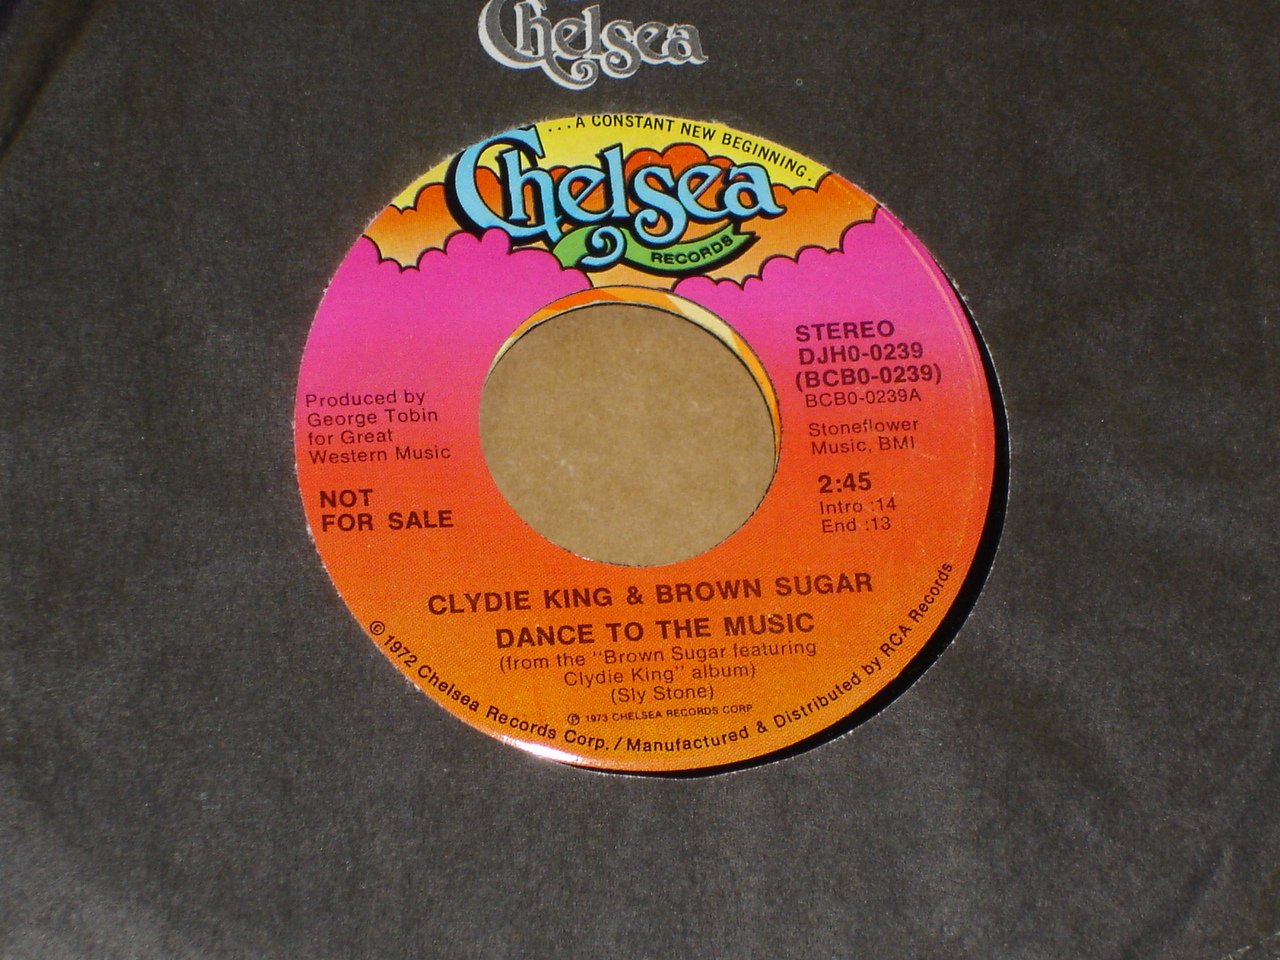 Chelsea
...A CONSTANT NEW BEGINNING.
Chelsea
RECORDS
STEREO
DJH0-0239
(BCB0-0239)
BCB0-0239A
Stoneflower
Music, BMI
2:45
Intro :14
End :13
Produced by
George Tobin
for Great
Western Music
NOT
FOR SALE
CLYDIE KING & BROWN SUGAR
DANCE TO THE MUSIC
(from the "Brown Sugar featuring
Clydie King" album)
(Sly Stone)
℗ 1973 CHELSEA RECORDS CORP
© 1972 Chelsea Records Corp. / Manufactured & Distributed by RCA Records